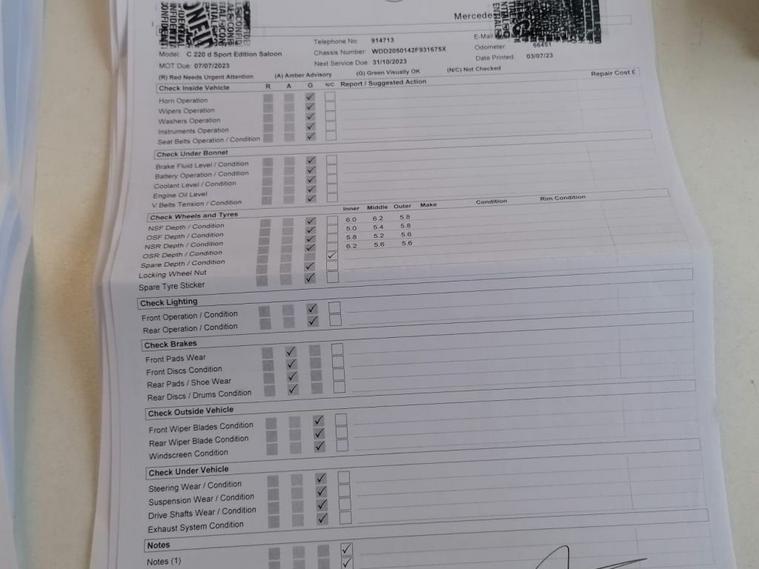 Mercedes
Telephone No: 914713
E-Mail
Model: C 220 d Sport Edition Saloon
Chassis Number: WDD2050142F931675X
Odometer: 66451
MOT Due: 07/07/2023
Next Service Due: 31/10/2023
Date Printed: 03/07/23
(R) Red Needs Urgent Attention (A) Amber Advisory (G) Green Visually OK (N/C) Not Checked
Check Inside Vehicle R A G N/C Report / Suggested Action Repair Cost £
Horn Operation
Wipers Operation
Washers Operation
Instruments Operation
Seat Belts Operation / Condition
Check Under Bonnet
Brake Fluid Level / Condition
Battery Operation / Condition
Coolant Level / Condition
Engine Oil Level
V Belts Tension / Condition
Check Wheels and Tyres Inner Middle Outer Make Condition Rim Condition
NSF Depth / Condition 6.0 6.2 5.8
OSF Depth / Condition 5.0 5.4 5.8
NSR Depth / Condition 5.8 5.2 5.6
OSR Depth / Condition 6.2 5.6 5.6
Spare Depth / Condition
Locking Wheel Nut
Spare Tyre Sticker
Check Lighting
Front Operation / Condition
Rear Operation / Condition
Check Brakes
Front Pads Wear
Front Discs Condition
Rear Pads / Shoe Wear
Rear Discs / Drums Condition
Check Outside Vehicle
Front Wiper Blades Condition
Rear Wiper Blade Condition
Windscreen Condition
Check Under Vehicle
Steering Wear / Condition
Suspension Wear / Condition
Drive Shafts Wear / Condition
Exhaust System Condition
Notes
Notes (1)